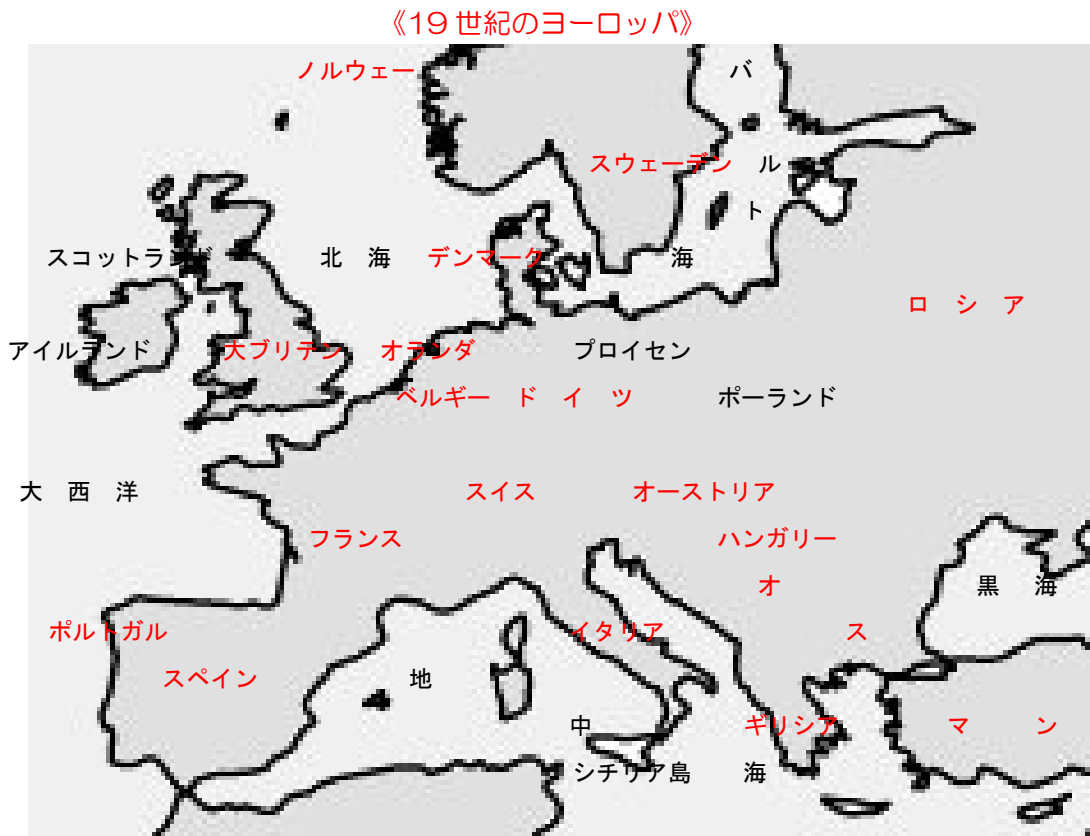 《19世紀のヨーロッパ》
ノルウェー バ
スウェーデン ル
ト
スコットランド 北 海 デンマーク 海
ロ シ ア
アイルランド 大ブリテン オランダ プロイセン
ベルギー ド イ ツ ポーランド
大 西 洋 スイス オーストリア
フランス ハンガリー
オ 黒 海
ポルトガル イタリア ス
スペイン 地
中 ギリシア マ ン
シチリア島 海